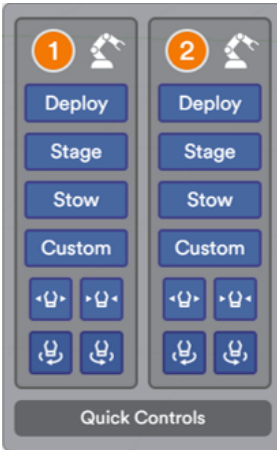 1 2
Deploy Deploy
Stage Stage
Stow Stow
Custom Custom
Quick Controls